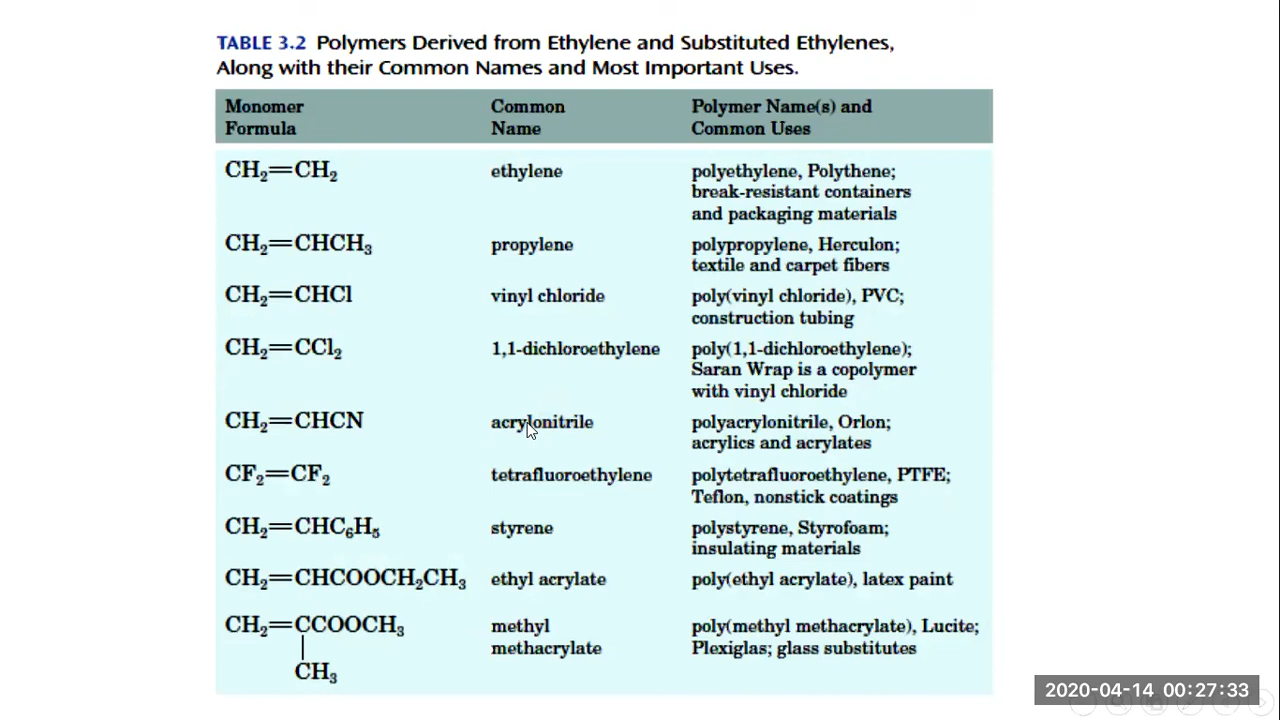 TABLE 3.2 Polymers Derived from Ethylene and Substituted Ethylenes,
Along with their Common Names and Most Important Uses.
Monomer Formula
Common Name
Polymer Name(s) and Common Uses
CH₂=CH₂
ethylene
polyethylene, Polythene;
break-resistant containers
and packaging materials
CH₂=CHCH₃
propylene
polypropylene, Herculon;
textile and carpet fibers
CH₂=CHCl
vinyl chloride
poly(vinyl chloride), PVC;
construction tubing
CH₂=CCl₂
1,1-dichloroethylene
poly(1,1-dichloroethylene);
Saran Wrap is a copolymer
with vinyl chloride
CH₂=CHCN
acrylonitrile
polyacrylonitrile, Orlon;
acrylics and acrylates
CF₂=CF₂
tetrafluoroethylene
polytetrafluoroethylene, PTFE;
Teflon, nonstick coatings
CH₂=CHC₆H₅
styrene
polystyrene, Styrofoam;
insulating materials
CH₂=CHCOOCH₂CH₃
ethyl acrylate
poly(ethyl acrylate), latex paint
CH₂=CCOOCH₃
|
CH₃
methyl
methacrylate
poly(methyl methacrylate), Lucite;
Plexiglas; glass substitutes
2020-04-14 00:27:33